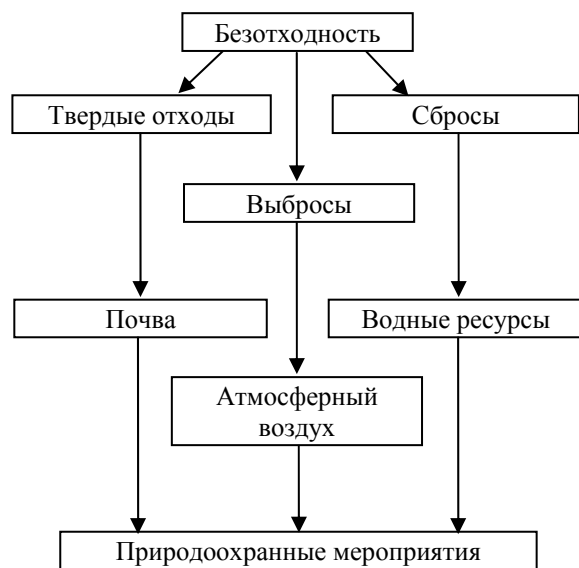 Безотходность
Твердые отходы
Сбросы
Выбросы
Почва
Водные ресурсы
Атмосферный
воздух
Природоохранные мероприятия